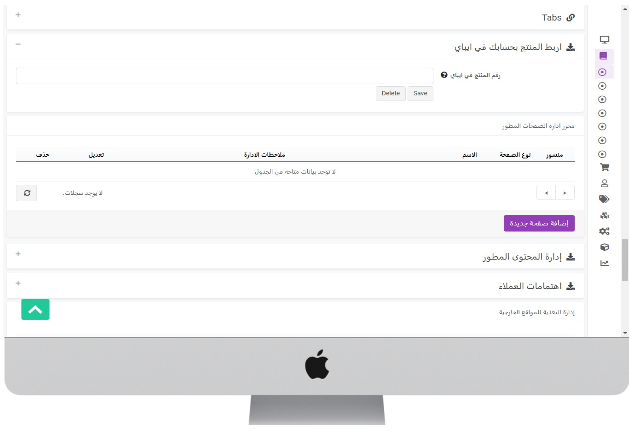 Tabs
اربط المنتج بحسابك في ايباي
رقم المنتج في ايباي
Save
Delete
محرر ادارة الصفحات المطور
منشور نوع الصفحة الاسم ملاحظات الادارة تعديل حذف
لا توجد بيانات متاحة في الجدول
لا يوجد سجلات.
إضافة صفحة جديدة
إدارة المحتوى المطور
اهتمامات العملاء
إدارة التغذية للمواقع الخارجية